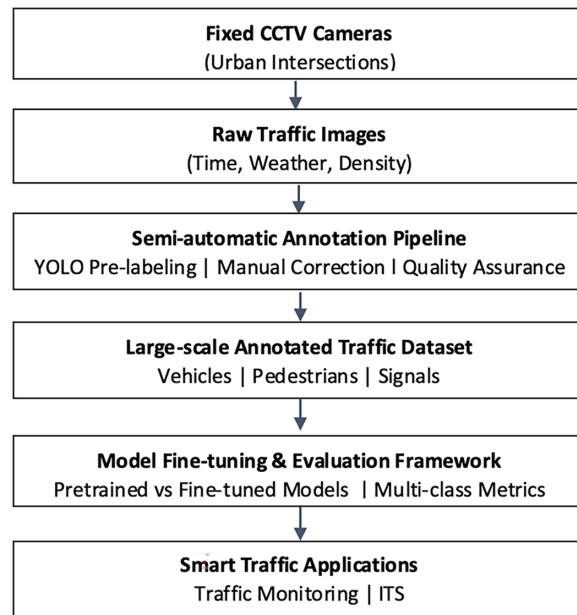 Fixed CCTV Cameras
(Urban Intersections)
Raw Traffic Images
(Time, Weather, Density)
Semi-automatic Annotation Pipeline
YOLO Pre-labeling | Manual Correction l Quality Assurance
Large-scale Annotated Traffic Dataset
Vehicles | Pedestrians | Signals
Model Fine-tuning & Evaluation Framework
Pretrained vs Fine-tuned Models | Multi-class Metrics
Smart Traffic Applications
Traffic Monitoring | ITS